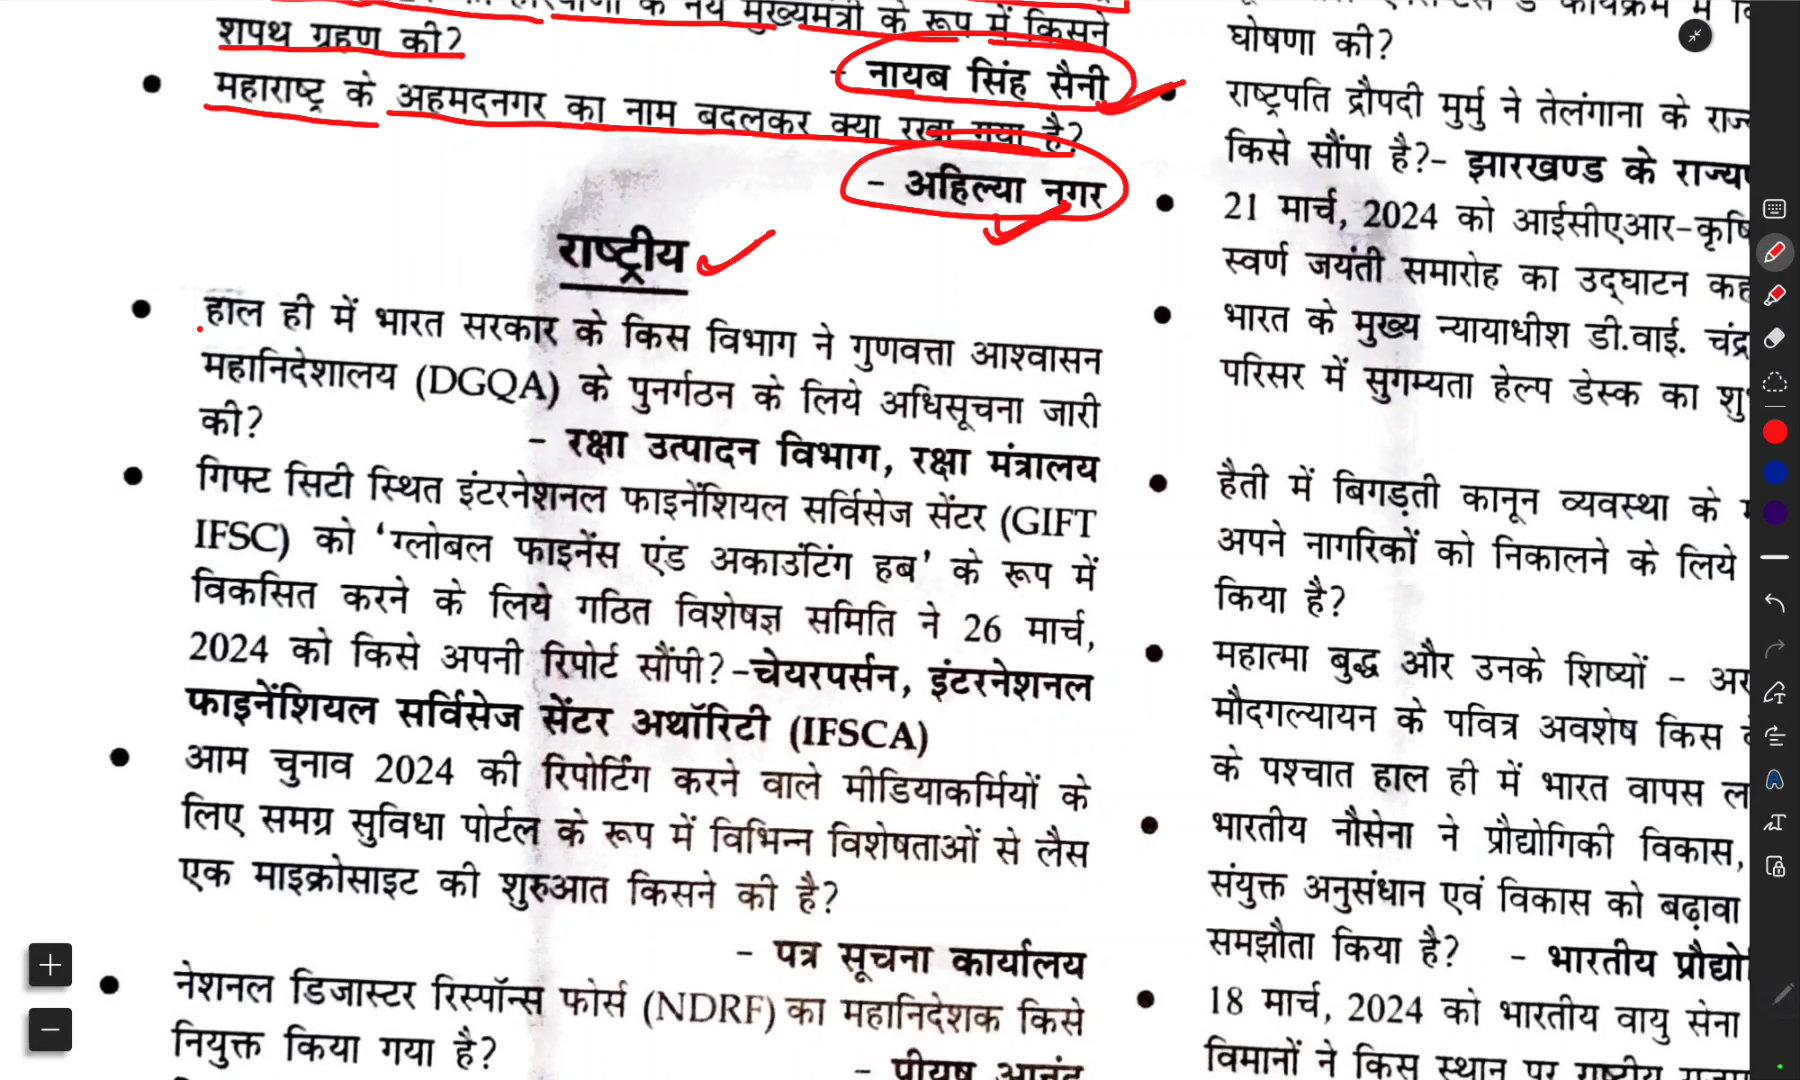 के नये मुख्यमंत्री के रूप में किसने
शपथ ग्रहण की?
- नायब सिंह सैनी
• महाराष्ट्र के अहमदनगर का नाम बदलकर क्या रखा गया है?
- अहिल्या नगर
राष्ट्रीय
• हाल ही में भारत सरकार के किस विभाग ने गुणवत्ता आश्वासन
महानिदेशालय (DGQA) के पुनर्गठन के लिये अधिसूचना जारी
की? - रक्षा उत्पादन विभाग, रक्षा मंत्रालय
• गिफ्ट सिटी स्थित इंटरनेशनल फाइनेंशियल सर्विसेज सेंटर (GIFT
IFSC) को ‘ग्लोबल फाइनेंस एंड अकाउंटिंग हब’ के रूप में
विकसित करने के लिये गठित विशेषज्ञ समिति ने 26 मार्च,
2024 को किसे अपनी रिपोर्ट सौंपी?-चेयरपर्सन, इंटरनेशनल
फाइनेंशियल सर्विसेज सेंटर अथॉरिटी (IFSCA)
• आम चुनाव 2024 की रिपोर्टिंग करने वाले मीडियाकर्मियों के
लिए समग्र सुविधा पोर्टल के रूप में विभिन्न विशेषताओं से लैस
एक माइक्रोसाइट की शुरुआत किसने की है?
- पत्र सूचना कार्यालय
• नेशनल डिजास्टर रिस्पॉन्स फोर्स (NDRF) का महानिदेशक किसे
नियुक्त किया गया है?
- पीयूष आनंद
घोषणा की?
• राष्ट्रपति द्रौपदी मुर्मु ने तेलंगाना के
किसे सौंपा है?- झारखण्ड के
• 21 मार्च, 2024 को आईसीएआर-कृषि
स्वर्ण जयंती समारोह का उद्घाटन
• भारत के मुख्य न्यायाधीश डी.वाई.
परिसर में सुगम्यता हेल्प डेस्क का
• हैती में बिगड़ती कानून व्यवस्था के
अपने नागरिकों को निकालने के लिये
किया है?
• महात्मा बुद्ध और उनके शिष्यों -
मौदगल्यायन के पवित्र अवशेष किस
के पश्चात हाल ही में भारत वापस
• भारतीय नौसेना ने प्रौद्योगिकी विकास,
संयुक्त अनुसंधान एवं विकास को बढ़ावा
समझौता किया है? - भारतीय
• 18 मार्च, 2024 को भारतीय वायु सेना
विमानों ने किस स्थान पर